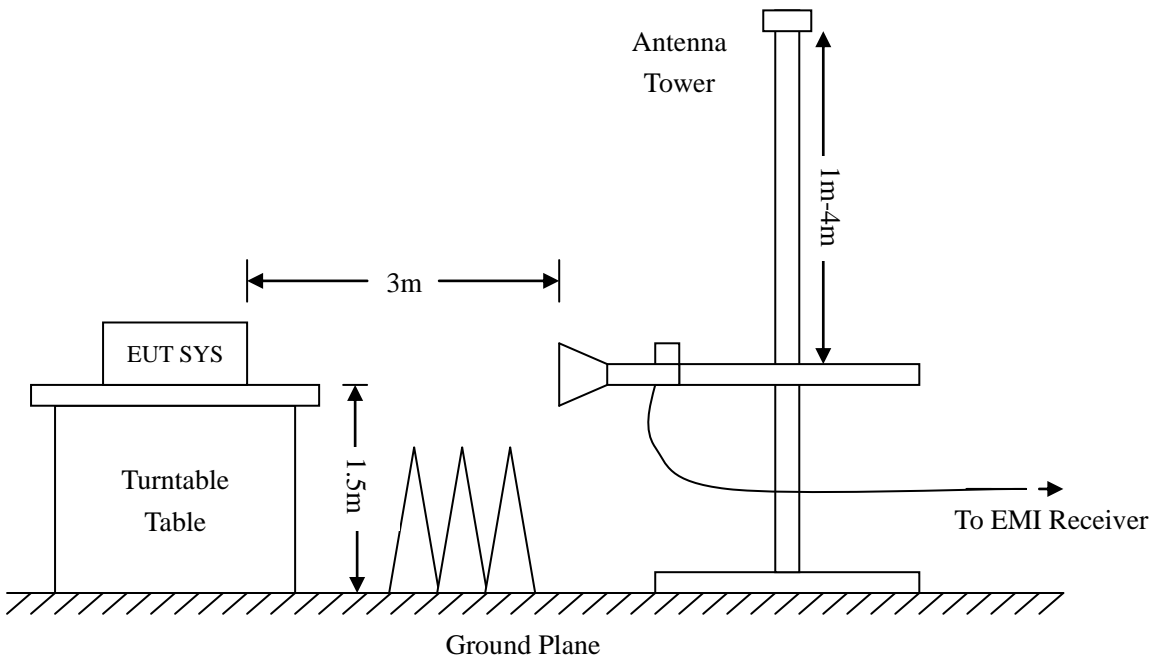 Antenna
Tower
1m-4m
3m
EUT SYS
1.5m
Turntable
Table
To EMI Receiver
Ground Plane